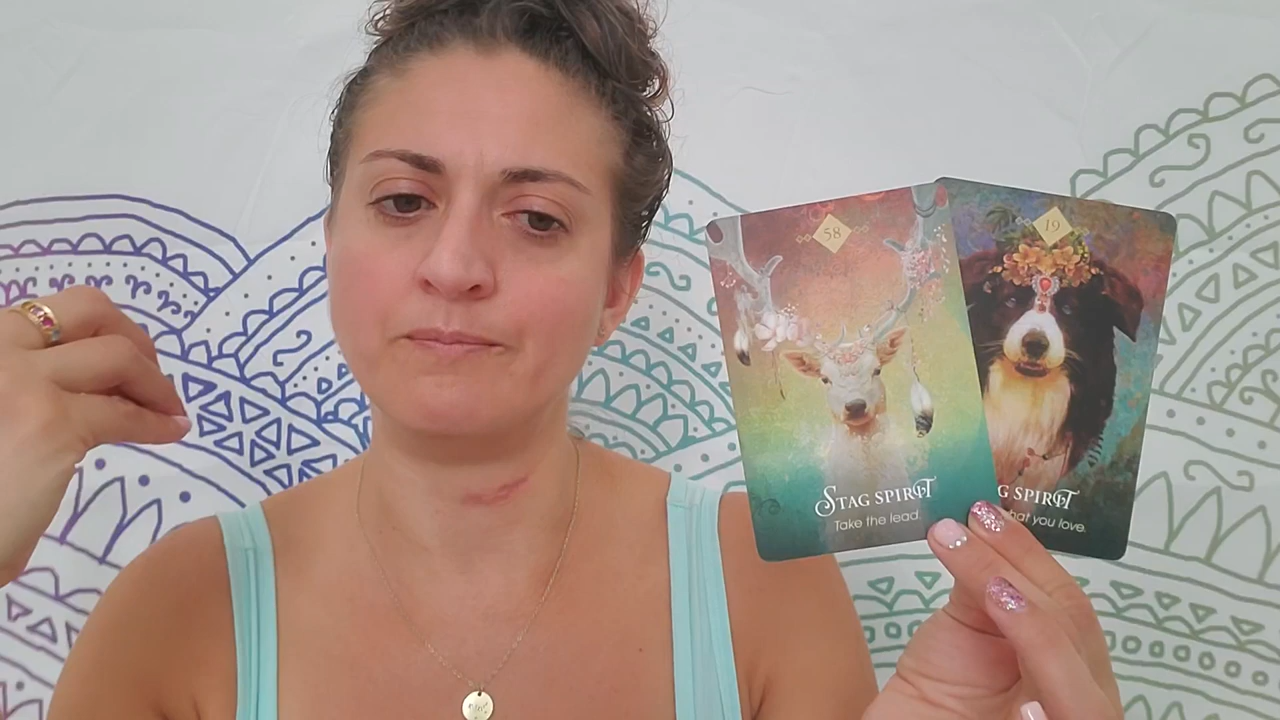 58
STAG SPIRIT
Take the lead.
19
G SPIRIT
hat you love.